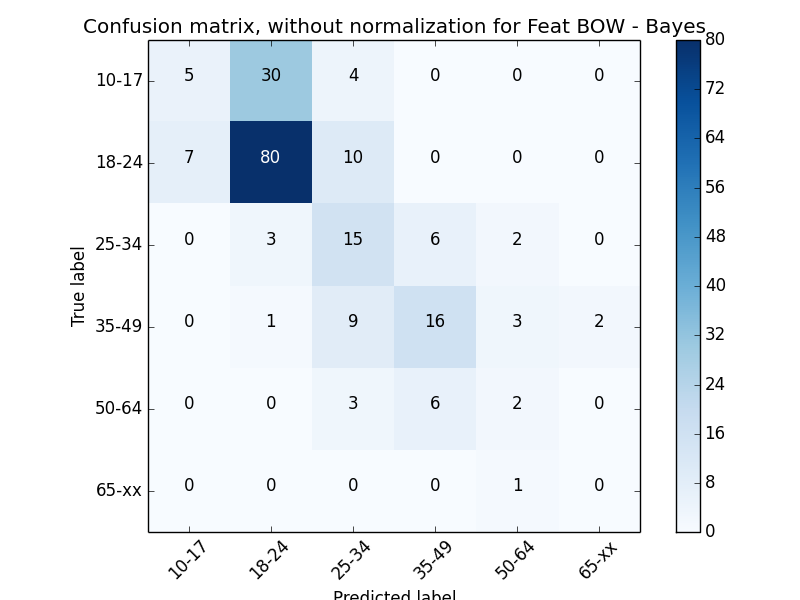 Confusion matrix, without normalization for Feat BOW - Bayes
True label
10-17 5 30 4 0 0 0
18-24 7 80 10 0 0 0
25-34 0 3 15 6 2 0
35-49 0 1 9 16 3 2
50-64 0 0 3 6 2 0
65-xx 0 0 0 0 1 0
10-17 18-24 25-34 35-49 50-64 65-xx
Predicted label
80
72
64
56
48
40
32
24
16
8
0